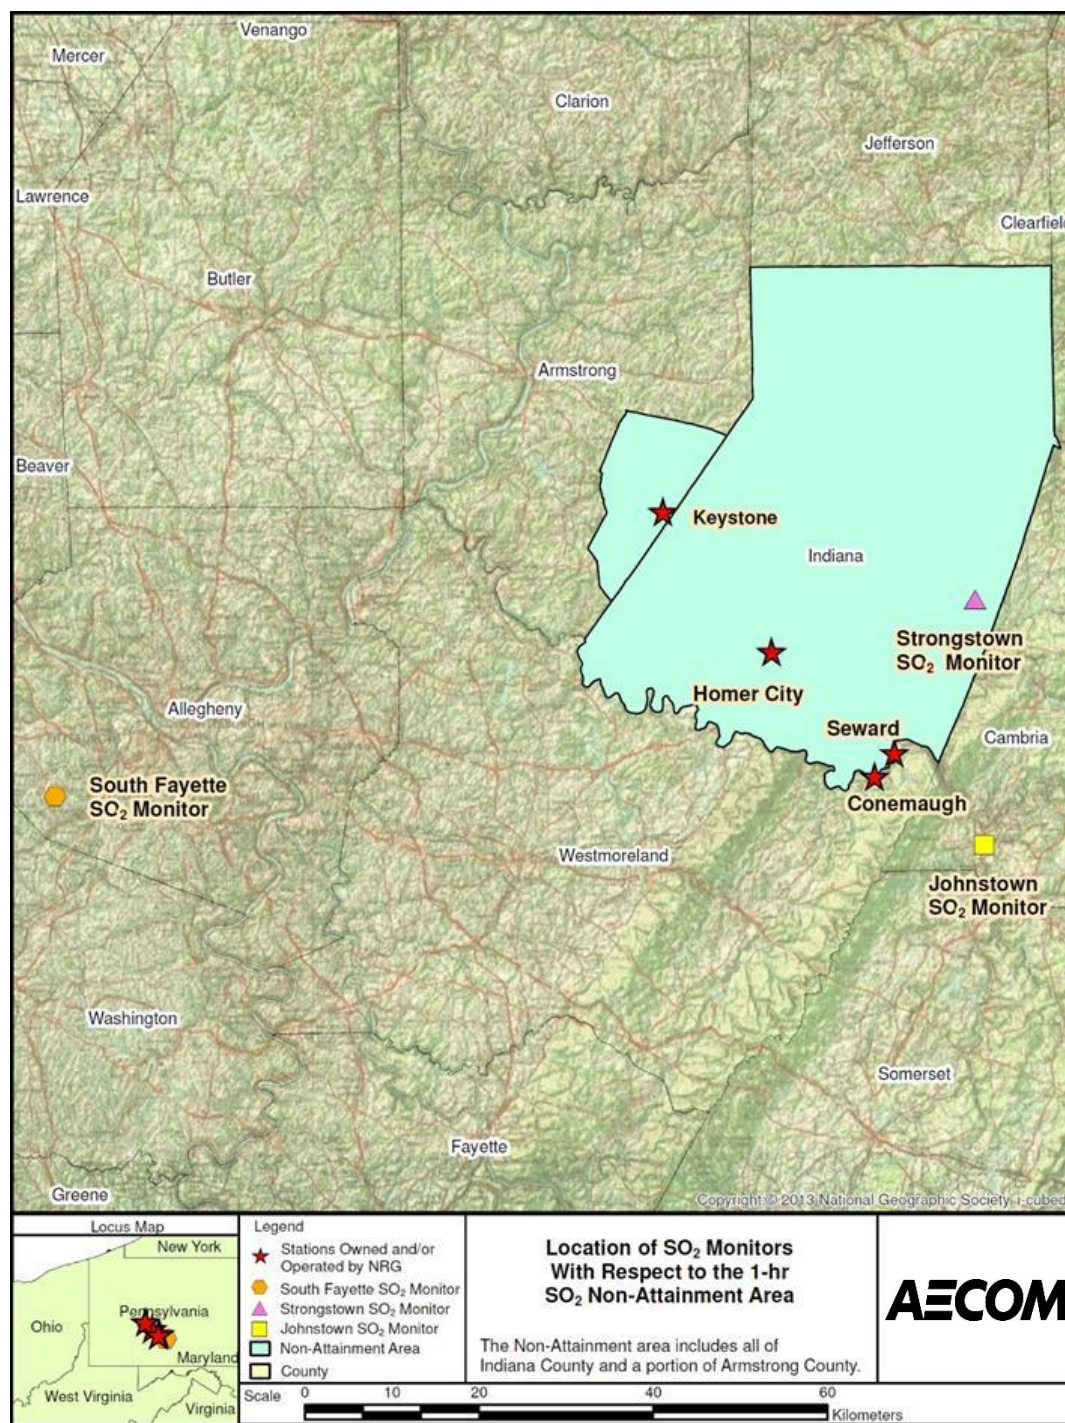 Venango
Mercer
Clarion
Jefferson
Lawrence
Clearfield
Butler
Armstrong
Beaver
Keystone
Indiana
Strongstown
SO₂ Monitor
Homer City
Allegheny
Seward
Cambria
South Fayette
SO₂ Monitor
Conemaugh
Westmoreland
Johnstown
SO₂ Monitor
Washington
Somerset
Fayette
Greene
Copyright:© 2013 National Geographic Society, i-cubed
Locus Map
New York
Pennsylvania
Ohio
Maryland
West Virginia
Virginia
Legend
Stations Owned and/or
Operated by NRG
South Fayette SO₂ Monitor
Strongstown SO₂ Monitor
Johnstown SO₂ Monitor
Non-Attainment Area
County
Location of SO₂ Monitors
With Respect to the 1-hr
SO₂ Non-Attainment Area
The Non-Attainment area includes all of
Indiana County and a portion of Armstrong County.
AECOM
Scale
0 10 20 40 60
Kilometers